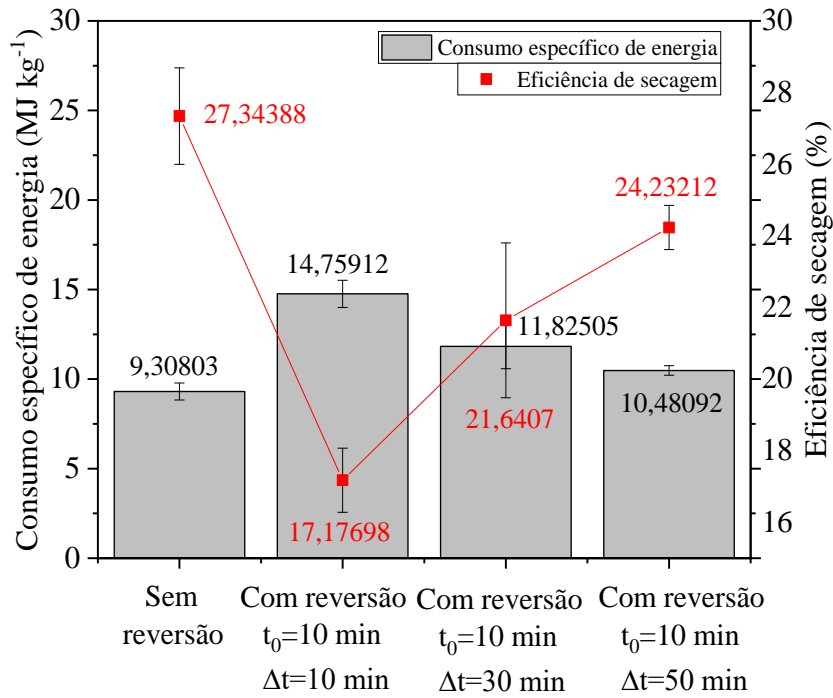 Consumo específico de energia (MJ kg⁻¹)
30
25
20
15
10
5
0
Consumo específico de energia
Eficiência de secagem
27,34388
24,23212
14,75912
11,82505
9,30803
21,6407
10,48092
17,17698
30
28
26
24
22
20
18
16
Eficiência de secagem (%)
Sem
reversão
Com reversão
t₀=10 min
Δt=10 min
Com reversão
t₀=10 min
Δt=30 min
Com reversão
t₀=10 min
Δt=50 min